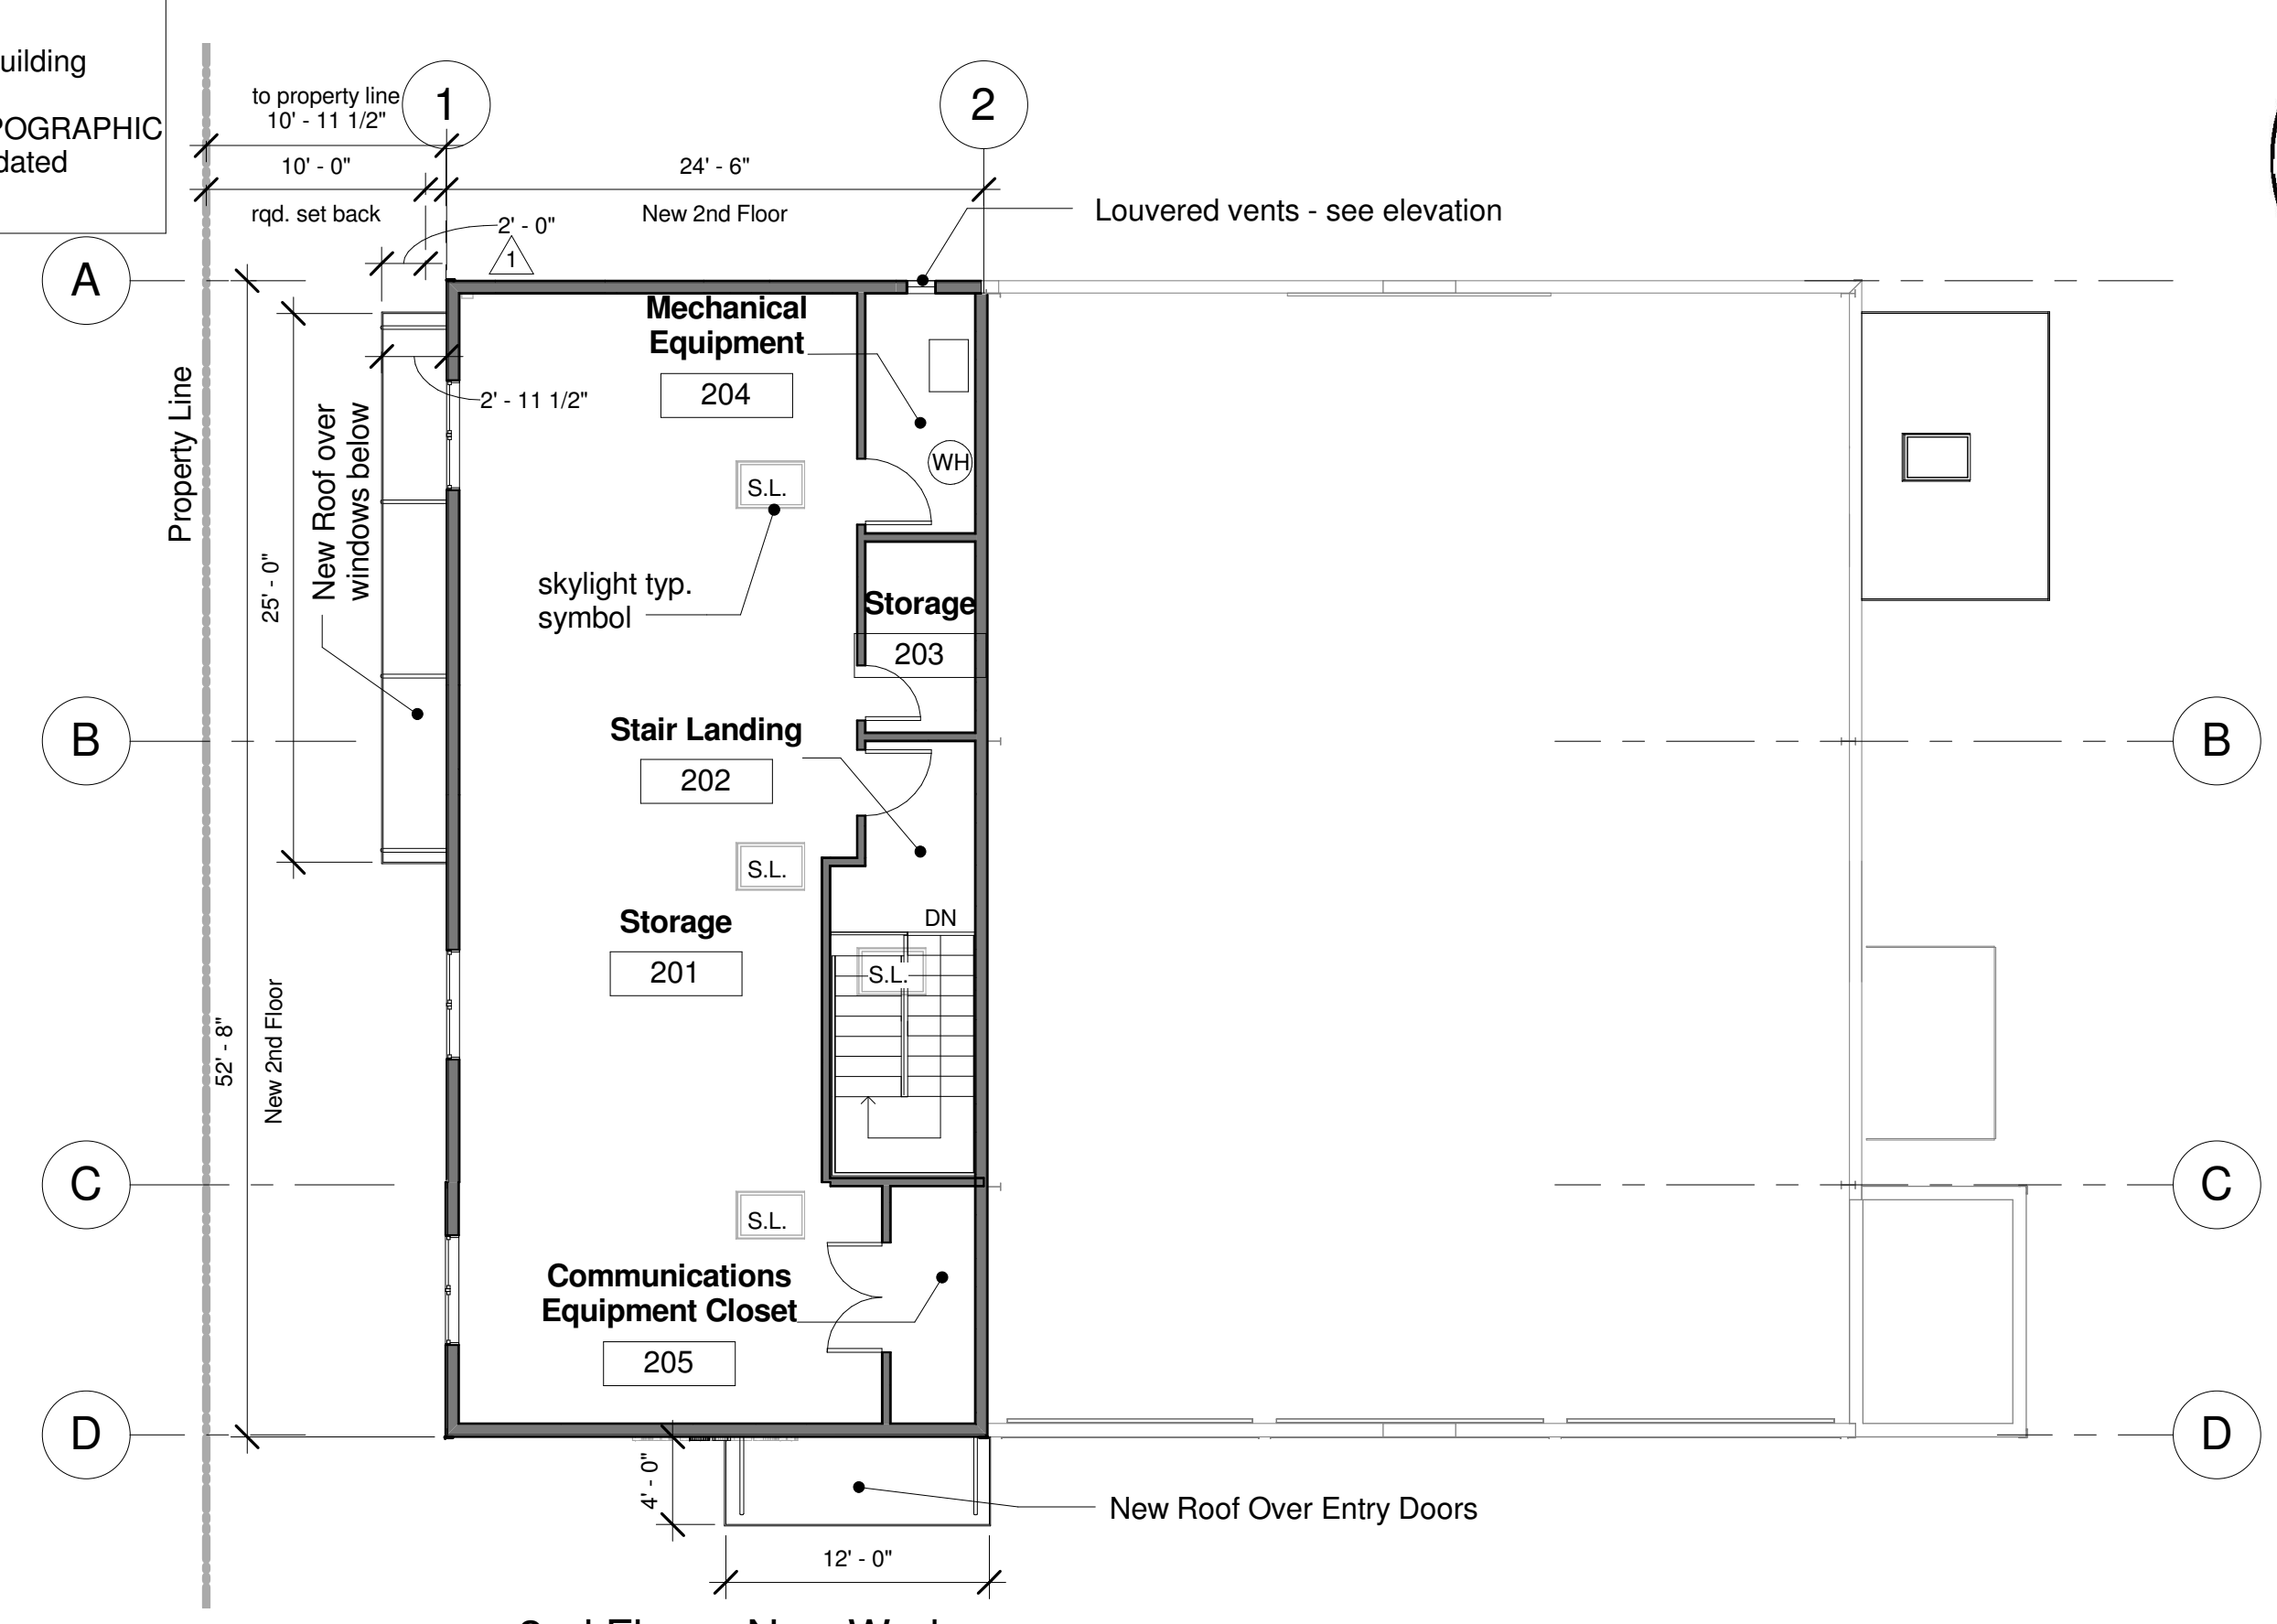 uilding
POGRAPHIC
dated
to property line
10' - 11 1/2"
1
2
10' - 0"
24' - 6"
rqd. set back
New 2nd Floor
Louvered vents - see elevation
2' - 0"
1
A
Mechanical
Equipment
204
2' - 11 1/2"
Property Line
New Roof over
windows below
25' - 0"
WH
S.L.
skylight typ.
symbol
Storage
203
Stair Landing
202
B
B
S.L.
Storage
201
DN
S.L.
52' - 8"
New 2nd Floor
C
C
S.L.
Communications
Equipment Closet
205
D
D
4' - 0"
New Roof Over Entry Doors
12' - 0"